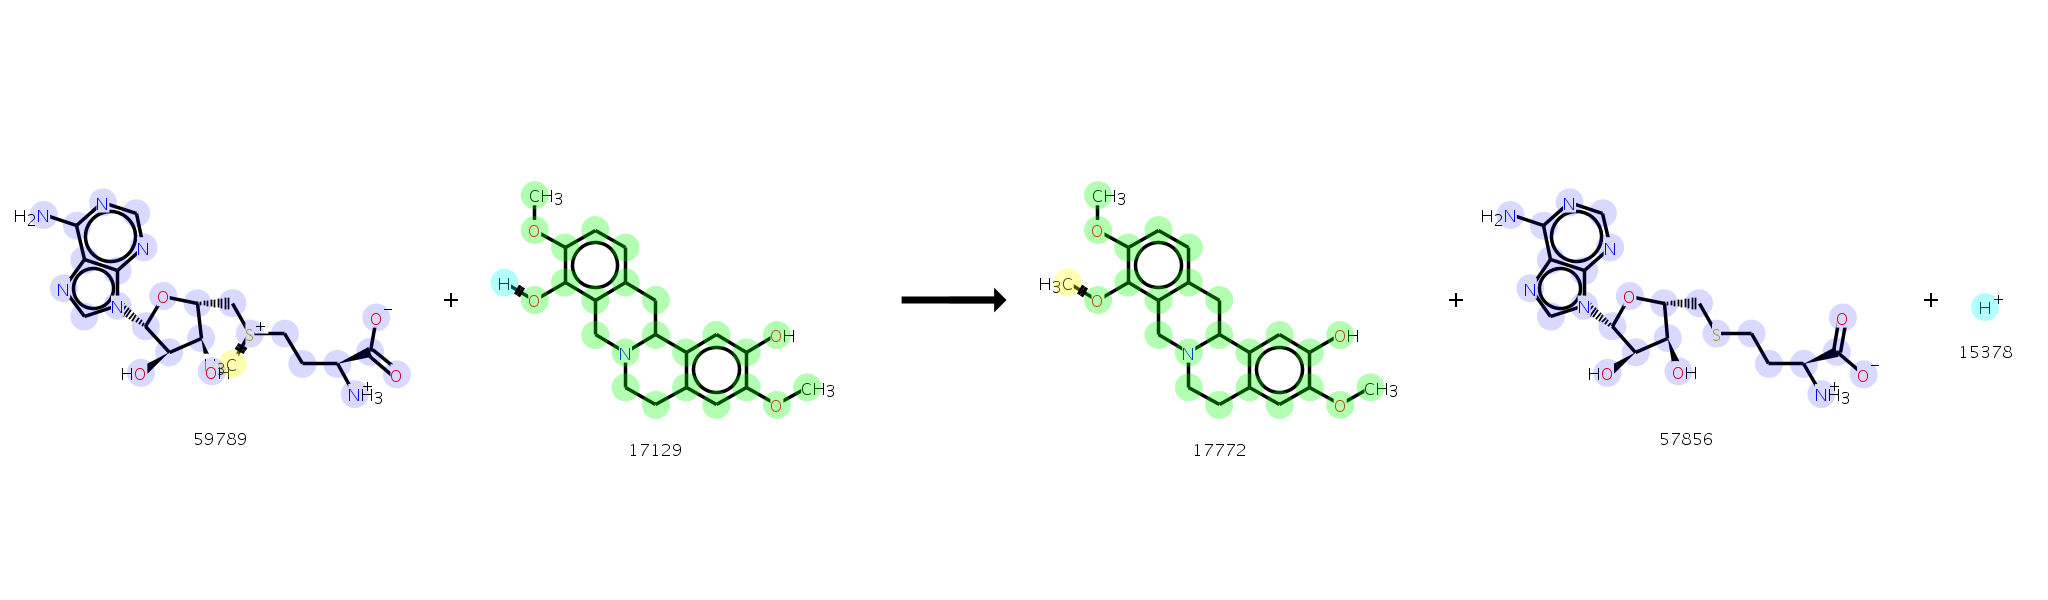 H2N N N N N O S+ H3C HO OH O− O NH3+
59789
+
CH3 O H O N OH O CH3
17129
CH3 O H3C O N OH O CH3
17772
+
H2N N N N N O S HO OH O O− NH3+
57856
+
H+
15378